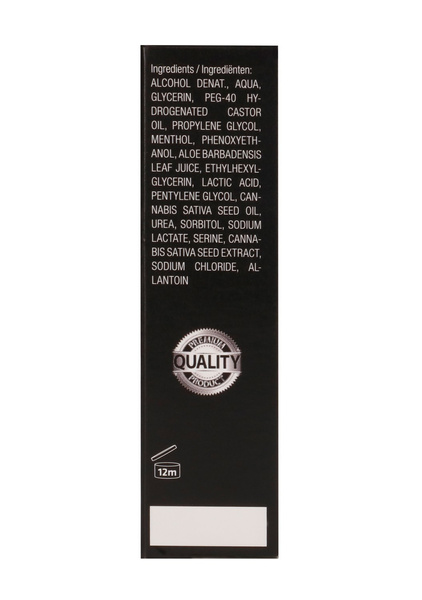 Ingredients / Ingrediënten:
ALCOHOL DENAT., AQUA,
GLYCERIN, PEG-40 HY-
DROGENATED CASTOR
OIL, PROPYLENE GLYCOL,
MENTHOL, PHENOXYETH-
ANOL, ALOE BARBADENSIS
LEAF JUICE, ETHYLHEXYL-
GLYCERIN, LACTIC ACID,
PENTYLENE GLYCOL, CAN-
NABIS SATIVA SEED OIL,
UREA, SORBITOL, SODIUM
LACTATE, SERINE, CANNA-
BIS SATIVA SEED EXTRACT,
SODIUM CHLORIDE, AL-
LANTOIN
PREMIUM
QUALITY
PRODUCT
12m